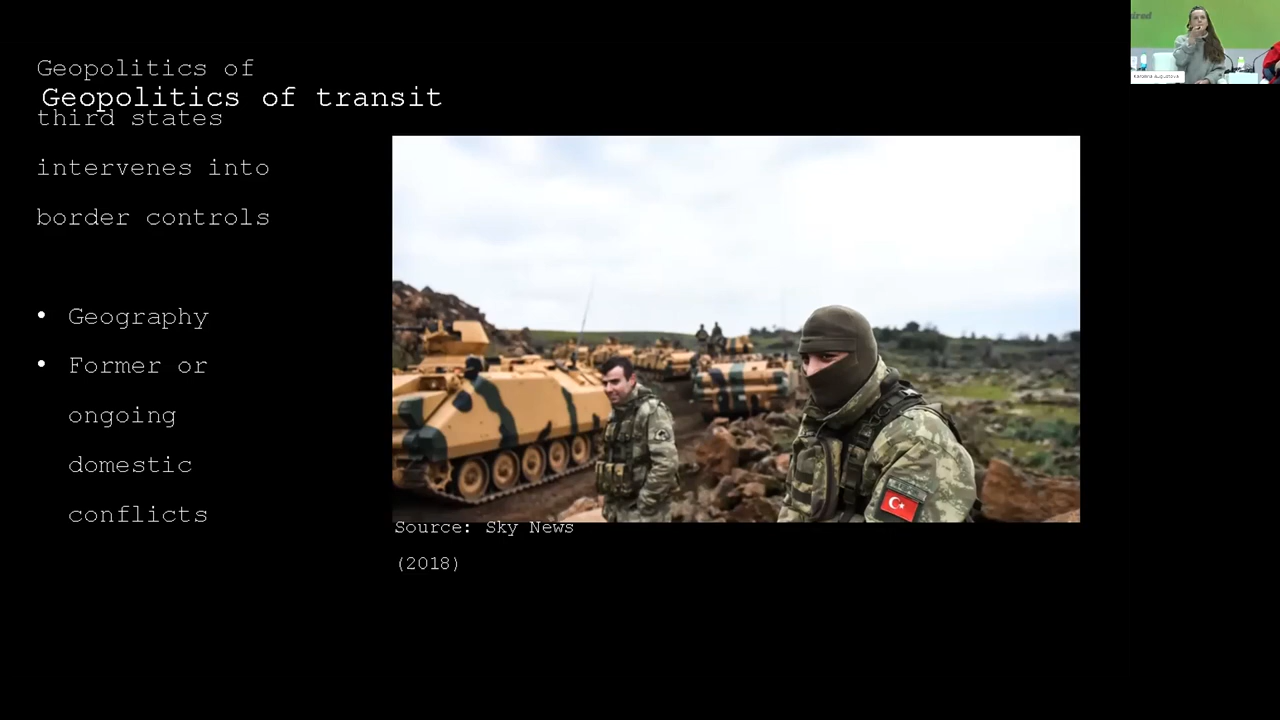 Geopolitics of
Geopolitics of transit
third states
intervenes into
border controls
• Geography
• Former or
ongoing
domestic
conflicts
Source: Sky News
(2018)